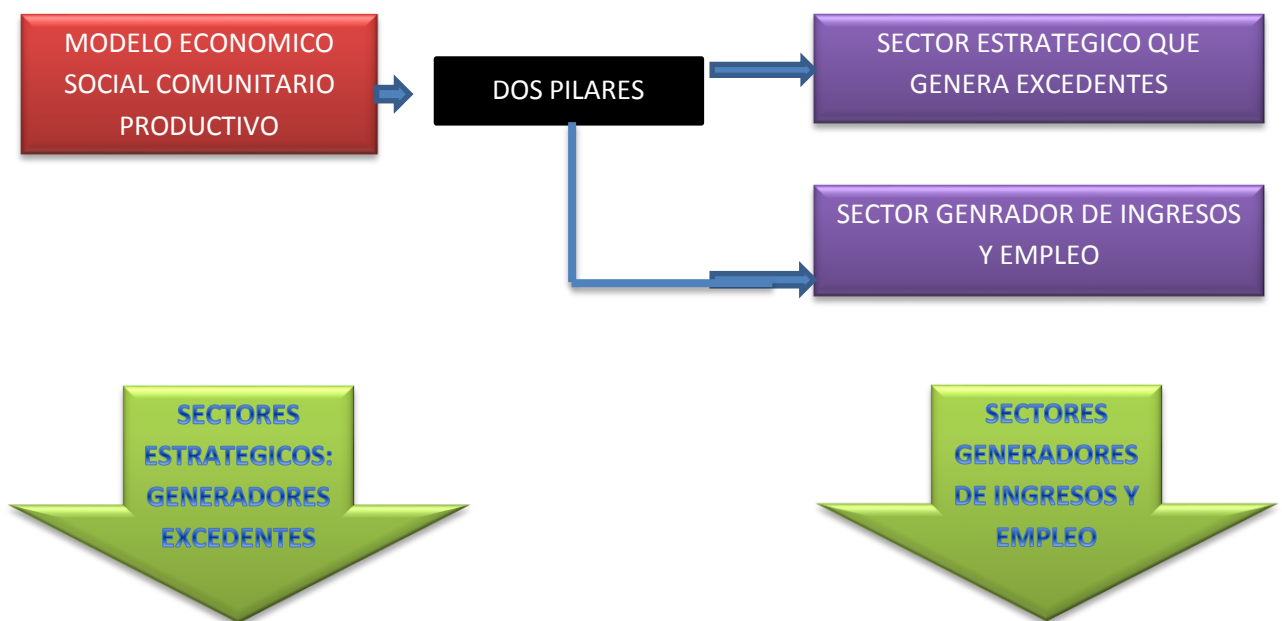 MODELO ECONOMICO
SOCIAL COMUNITARIO
PRODUCTIVO
DOS PILARES
SECTOR ESTRATEGICO QUE
GENERA EXCEDENTES
SECTOR GENRADOR DE INGRESOS
Y EMPLEO
SECTORES
ESTRATEGICOS:
GENERADORES
EXCEDENTES
SECTORES
GENERADORES
DE INGRESOS Y
EMPLEO